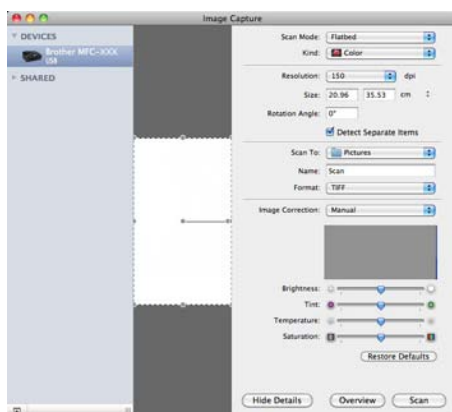 Image Capture
DEVICES
Brother MFC-XXX
USB
SHARED
Scan Mode: Flatbed
Kind: Color
Resolution: 150 dpi
Size: 20.96 35.53 cm
Rotation Angle: 0°
Detect Separate Items
Scan To: Pictures
Name: Scan
Format: TIFF
Image Correction: Manual
Brightness:
Tint:
Temperature:
Saturation:
Restore Defaults
Hide Details Overview Scan